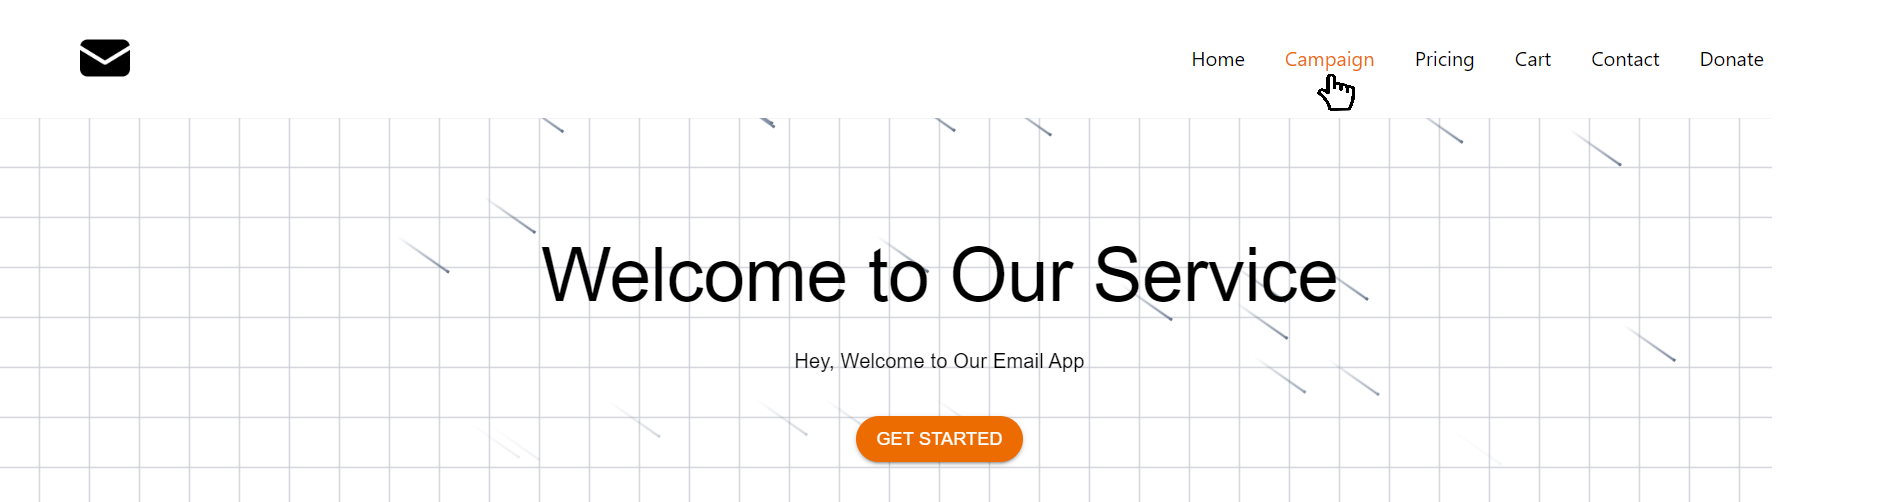 Home Campaign Pricing Cart Contact Donate
Welcome to Our Service
Hey, Welcome to Our Email App
GET STARTED